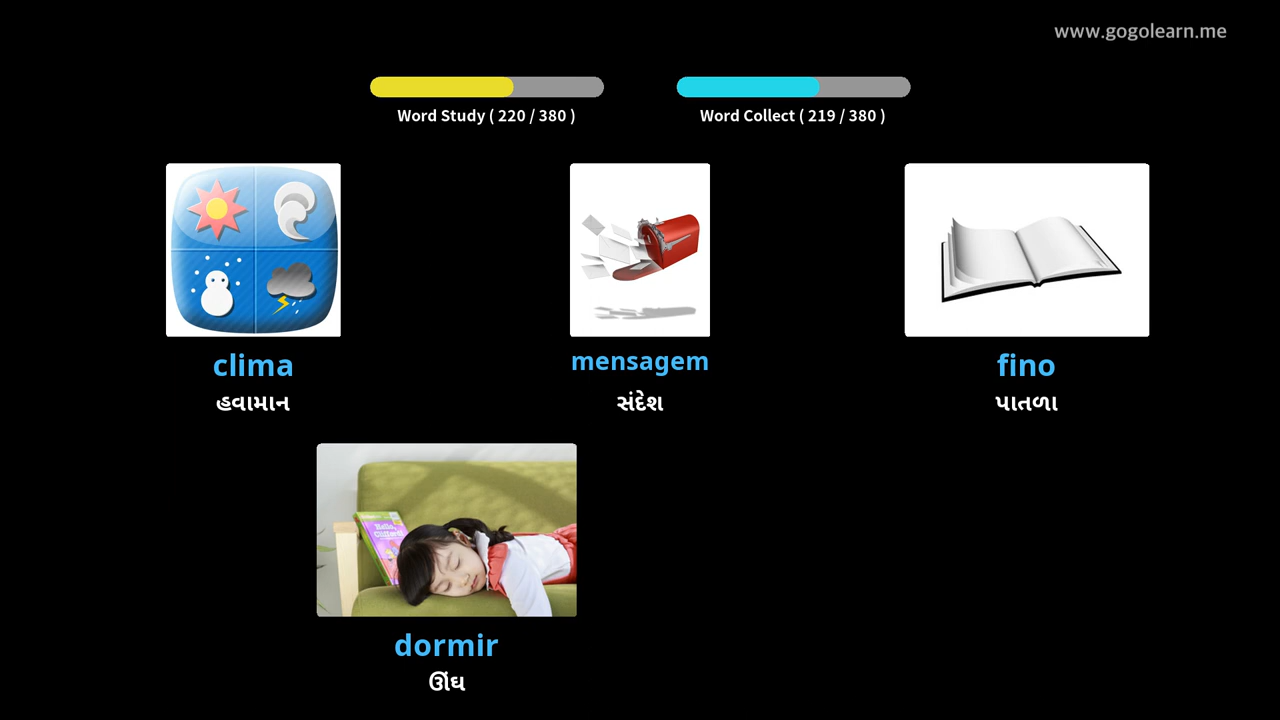 www.gogolearn.me
Word Study ( 220 / 380 )
Word Collect ( 219 / 380 )
clima
હવામાન
mensagem
સંદેશ
fino
પાતળા
dormir
ઊંઘ